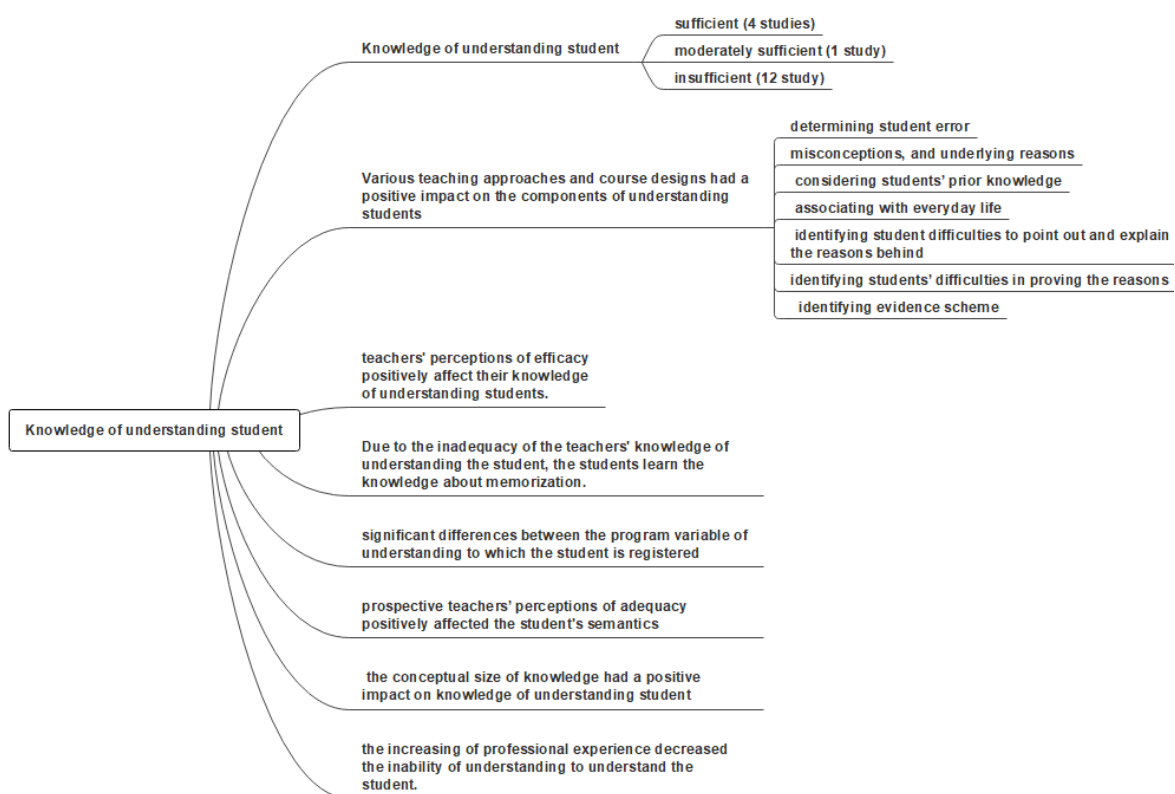 Knowledge of understanding student
sufficient (4 studies)
moderately sufficient (1 study)
insufficient (12 study)
Various teaching approaches and course designs had a
positive impact on the components of understanding
students
determining student error
misconceptions, and underlying reasons
considering students' prior knowledge
associating with everyday life
identifying student difficulties to point out and explain
the reasons behind
identifying students' difficulties in proving the reasons
identifying evidence scheme
teachers' perceptions of efficacy
positively affect their knowledge
of understanding students.
Knowledge of understanding student
Due to the inadequacy of the teachers' knowledge of
understanding the student, the students learn the
knowledge about memorization.
significant differences between the program variable of
understanding to which the student is registered
prospective teachers' perceptions of adequacy
positively affected the student's semantics
the conceptual size of knowledge had a positive
impact on knowledge of understanding student
the increasing of professional experience decreased
the inability of understanding to understand the
student.